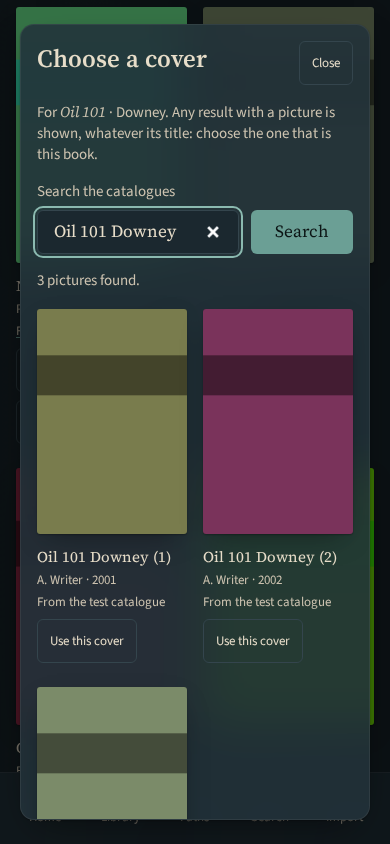 Choose a cover
Close
For Oil 101 · Downey. Any result with a picture is
shown, whatever its title: choose the one that is
this book.
Search the catalogues
Oil 101 Downey ×
Search
3 pictures found.
Oil 101 Downey (1)
A. Writer · 2001
From the test catalogue
Use this cover
Oil 101 Downey (2)
A. Writer · 2002
From the test catalogue
Use this cover